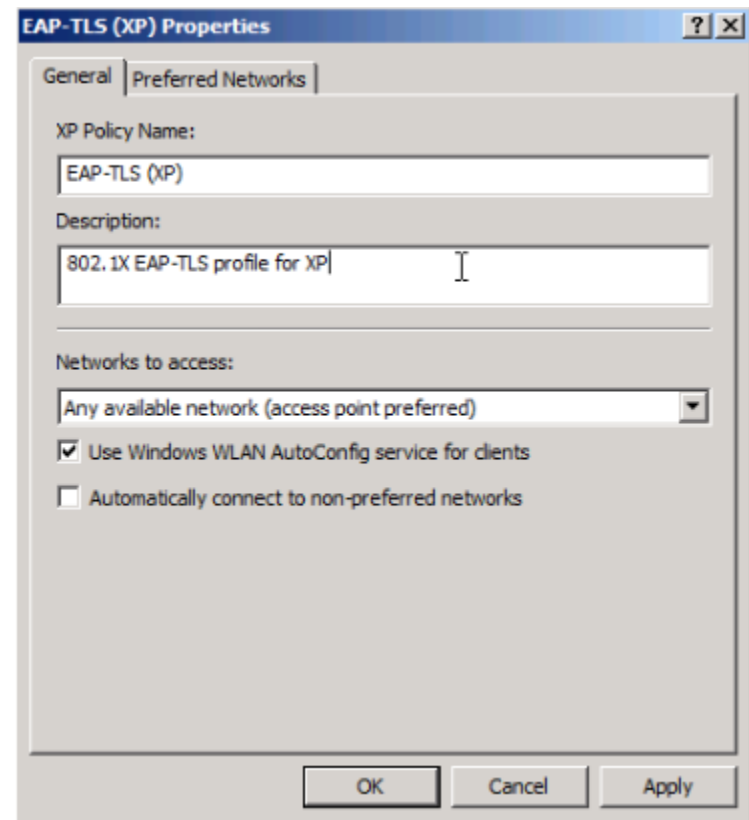 EAP-TLS (XP) Properties
General
Preferred Networks
XP Policy Name:
EAP-TLS (XP)
Description:
802.1X EAP-TLS profile for XP
Networks to access:
Any available network (access point preferred)
Use Windows WLAN AutoConfig service for clients
Automatically connect to non-preferred networks
OK
Cancel
Apply